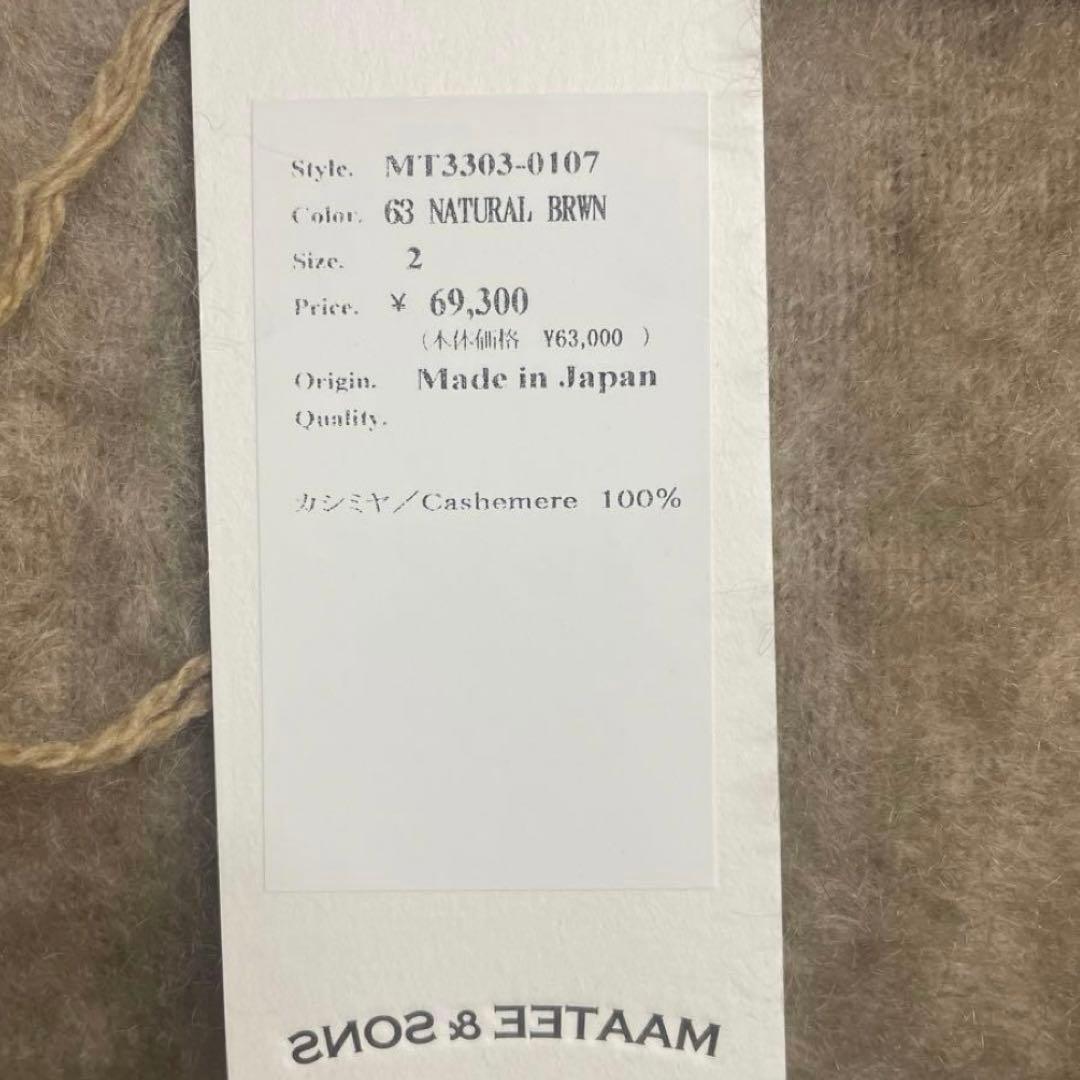 Style. MT3303-0107
Color. 63 NATURAL BRWN
Size. 2
Price. ¥ 69,300
(本体価格 ¥63,000 )
Origin. Made in Japan
Quality.
カシミヤ/Cashemere 100%
MAATEE & SONS